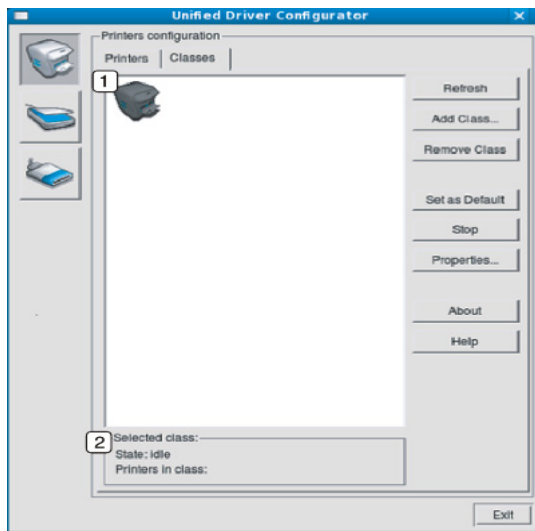 Unified Driver Configurator
Printers configuration
Printers Classes
1
Refresh
Add Class...
Remove Class
Set as Default
Stop
Properties...
About
Help
2
Selected class:
State: idle
Printers in class:
Exit